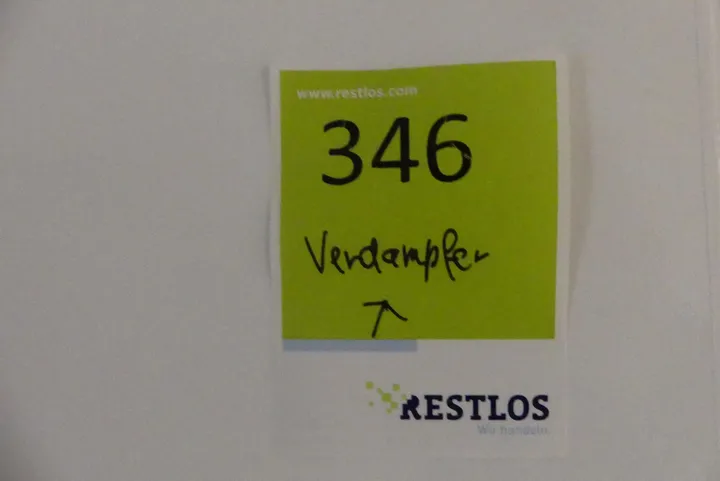 www.restlos.com
346
Verdampfer
RESTLOS
Wir handeln.